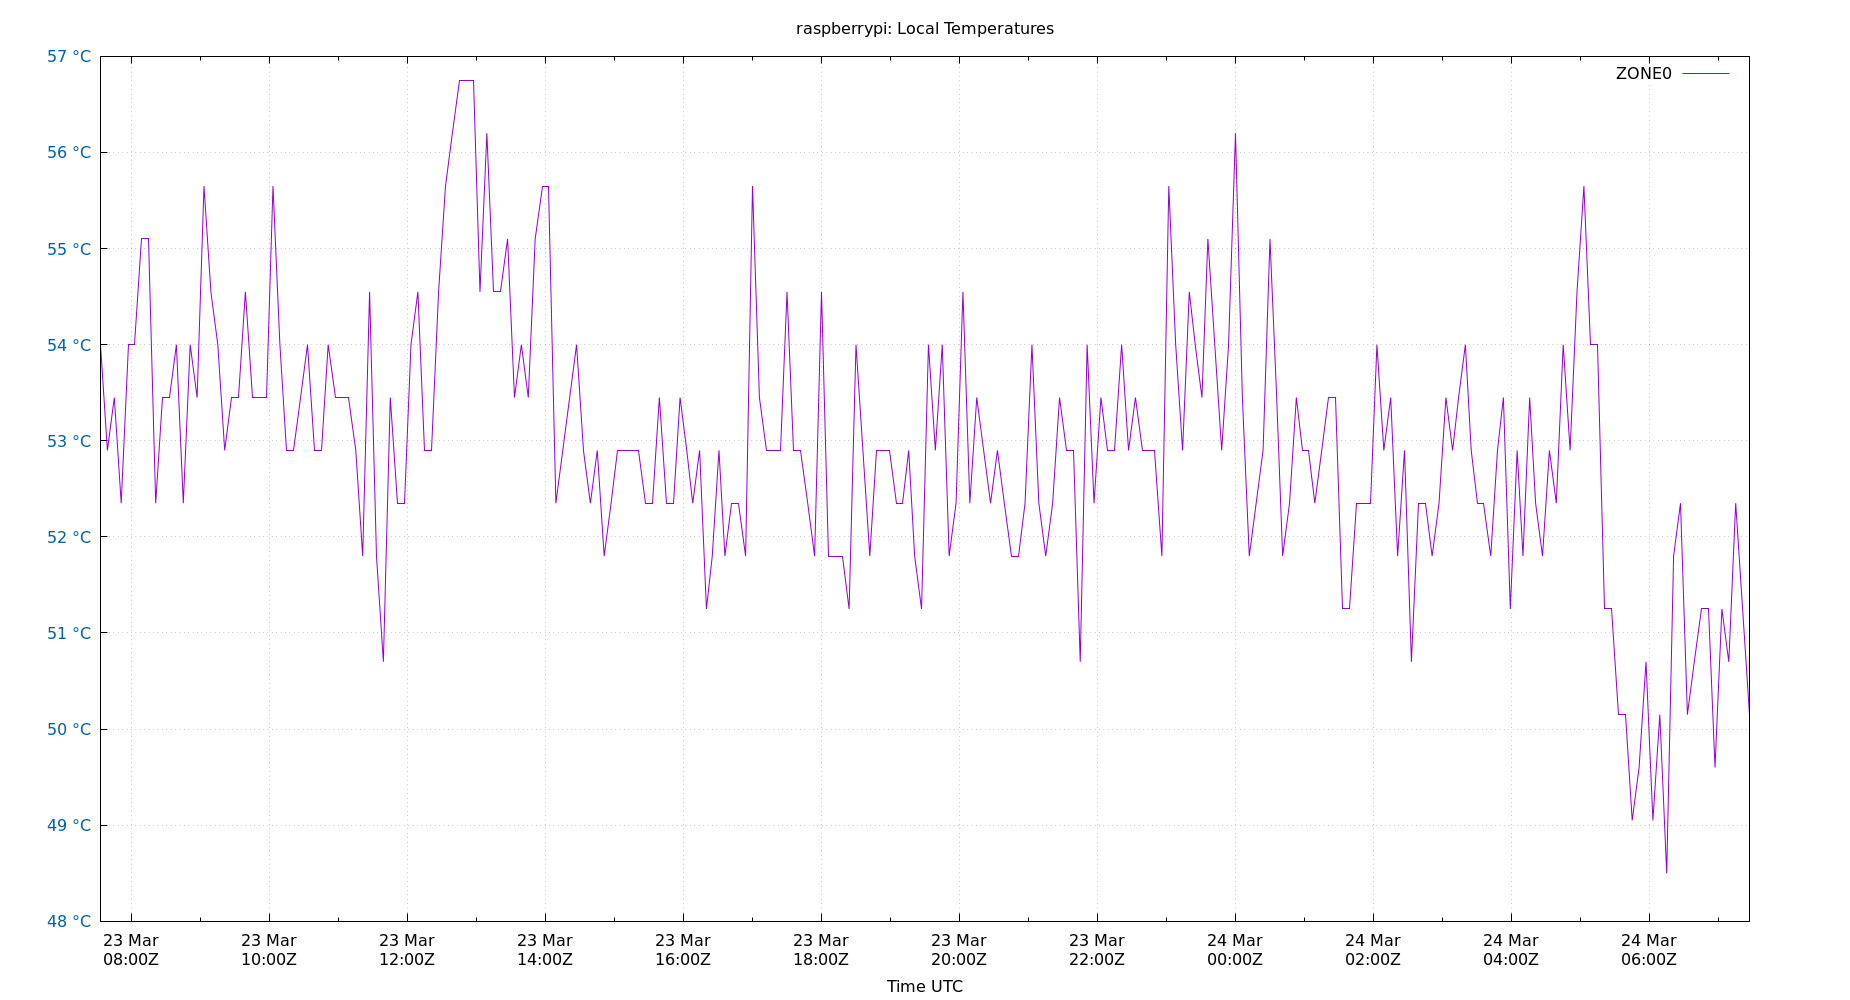 raspberrypi: Local Temperatures
57 °C
ZONE0
56 °C
55 °C
54 °C
53 °C
52 °C
51 °C
50 °C
49 °C
48 °C
23 Mar 23 Mar 23 Mar 23 Mar 23 Mar 23 Mar 23 Mar 23 Mar 24 Mar 24 Mar 24 Mar 24 Mar
08:00Z 10:00Z 12:00Z 14:00Z 16:00Z 18:00Z 20:00Z 22:00Z 00:00Z 02:00Z 04:00Z 06:00Z
Time UTC